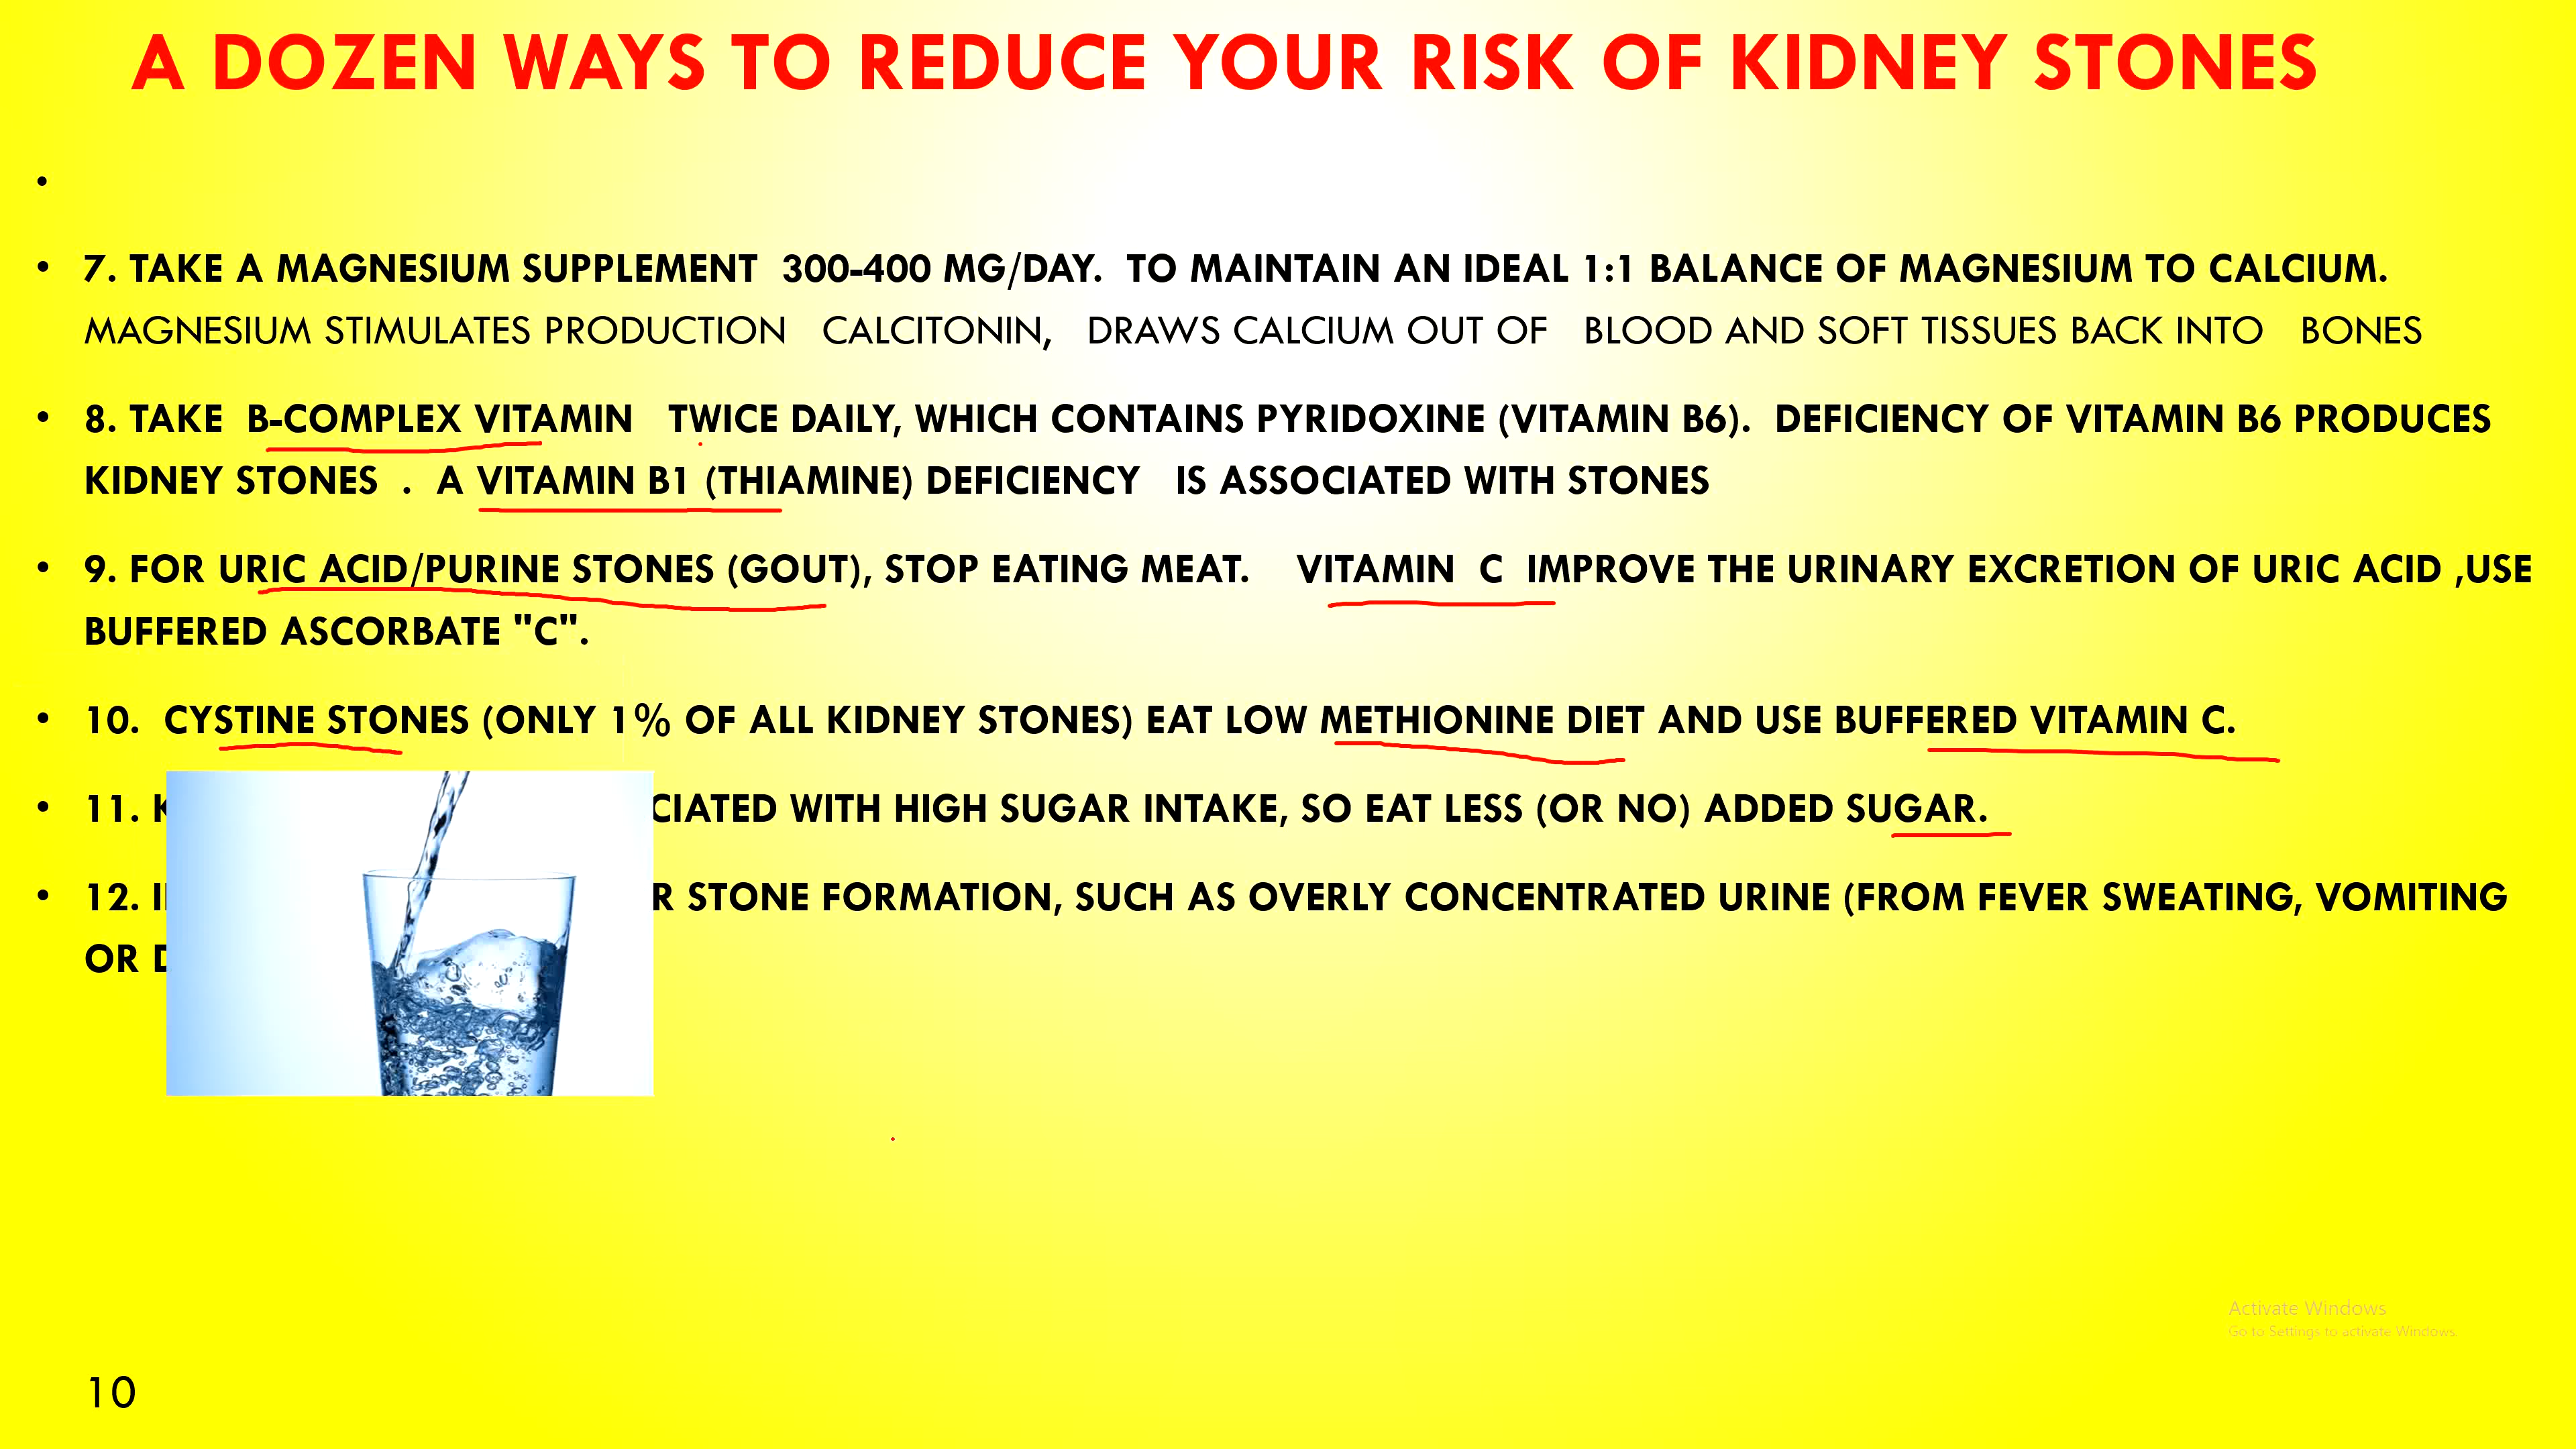 A DOZEN WAYS TO REDUCE YOUR RISK OF KIDNEY STONES
•
• 7. TAKE A MAGNESIUM SUPPLEMENT 300-400 MG/DAY. TO MAINTAIN AN IDEAL 1:1 BALANCE OF MAGNESIUM TO CALCIUM.
MAGNESIUM STIMULATES PRODUCTION CALCITONIN, DRAWS CALCIUM OUT OF BLOOD AND SOFT TISSUES BACK INTO BONES
• 8. TAKE B-COMPLEX VITAMIN TWICE DAILY, WHICH CONTAINS PYRIDOXINE (VITAMIN B6). DEFICIENCY OF VITAMIN B6 PRODUCES
KIDNEY STONES . A VITAMIN B1 (THIAMINE) DEFICIENCY IS ASSOCIATED WITH STONES
• 9. FOR URIC ACID/PURINE STONES (GOUT), STOP EATING MEAT. VITAMIN C IMPROVE THE URINARY EXCRETION OF URIC ACID ,USE
BUFFERED ASCORBATE "C".
• 10. CYSTINE STONES (ONLY 1% OF ALL KIDNEY STONES) EAT LOW METHIONINE DIET AND USE BUFFERED VITAMIN C.
• 11. CIATED WITH HIGH SUGAR INTAKE, SO EAT LESS (OR NO) ADDED SUGAR.
• 12. R STONE FORMATION, SUCH AS OVERLY CONCENTRATED URINE (FROM FEVER SWEATING, VOMITING
OR
Activate Windows
Go to Settings to activate Windows.
10